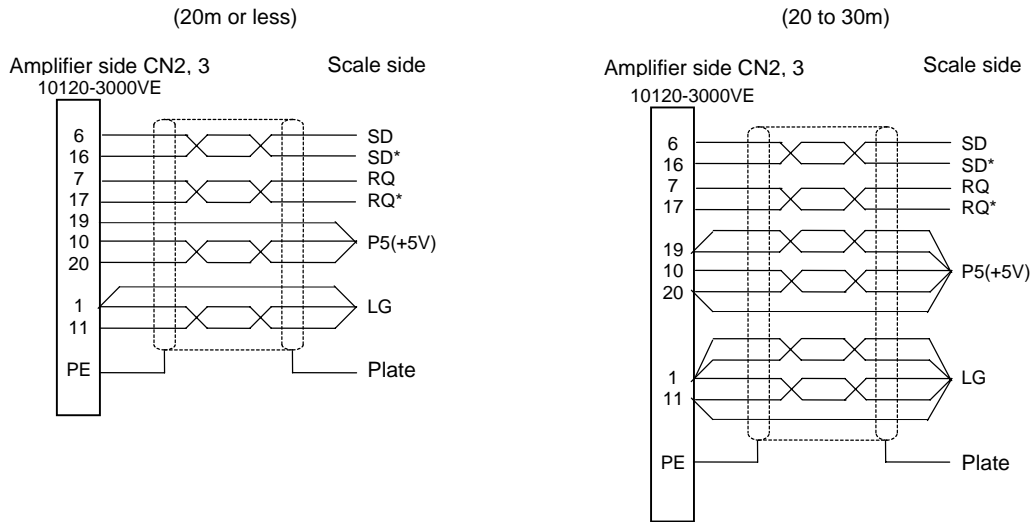 (20m or less)
Amplifier side CN2, 3
Scale side
10120-3000VE
6
SD
16
SD*
7
RQ
17
RQ*
19
10
P5(+5V)
20
1
LG
11
PE
Plate
(20 to 30m)
Amplifier side CN2, 3
Scale side
10120-3000VE
6
SD
16
SD*
7
RQ
17
RQ*
19
10
P5(+5V)
20
1
LG
11
PE
Plate